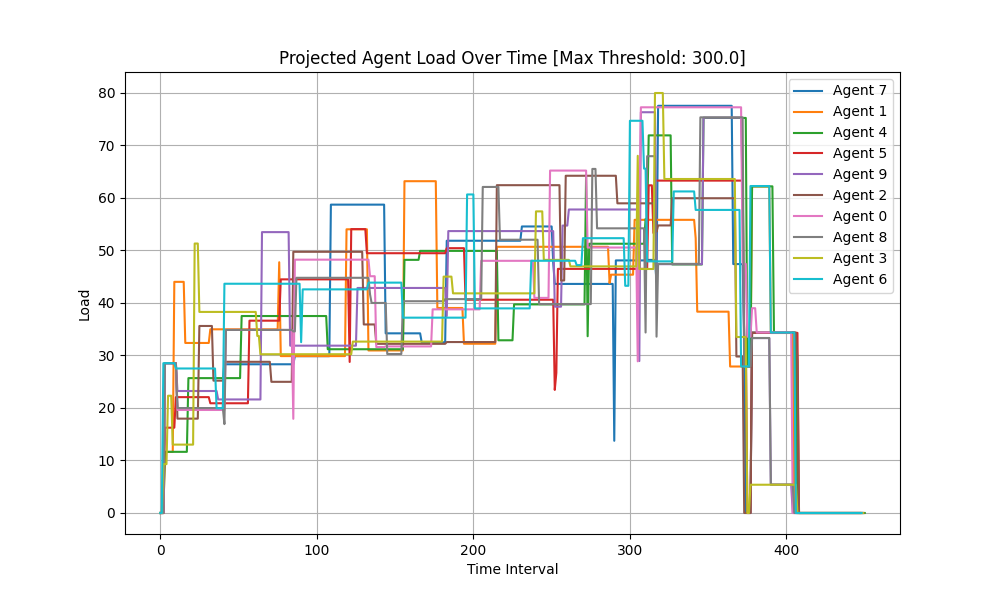 Projected Agent Load Over Time [Max Threshold: 300.0]
Load
80
70
60
50
40
30
20
10
0
0 100 200 300 400
Time Interval
Agent 7
Agent 1
Agent 4
Agent 5
Agent 9
Agent 2
Agent 0
Agent 8
Agent 3
Agent 6